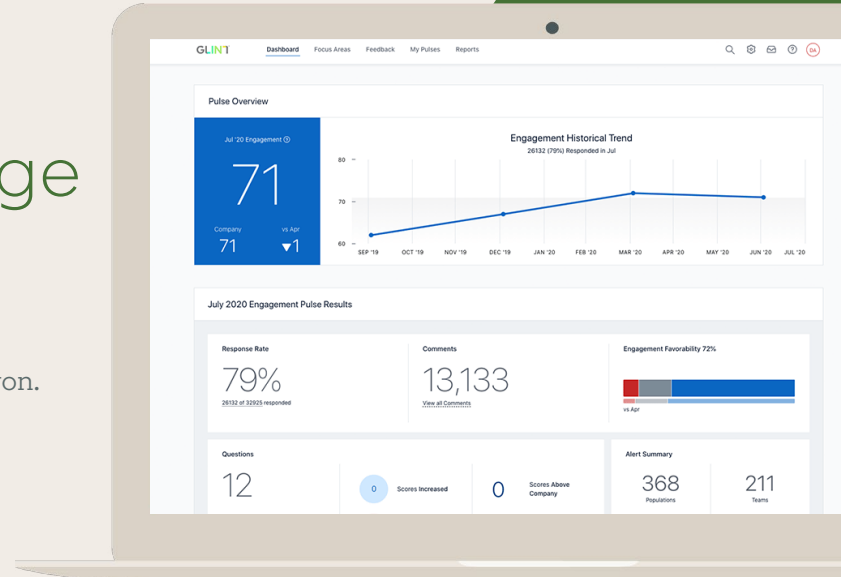 ge
on.
GLINT
Dashboard Focus Areas Feedback My Pulses Reports
DA
Pulse Overview
Jul '20 Engagement
71
Company vs Apr
71 ▼1
Engagement Historical Trend
26132 (79%) Responded in Jul
80
70
60
SEP '19 OCT '19 NOV '19 DEC '19 JAN '20 FEB '20 MAR '20 APR '20 MAY '20 JUN '20 JUL '20
July 2020 Engagement Pulse Results
Response Rate
79%
26132 of 32925 responded
Comments
13,133
View all Comments
Engagement Favorability 72%
vs Apr
Questions
12
0 Scores Increased
0 Scores Above
Company
Alert Summary
368 211
Populations Teams